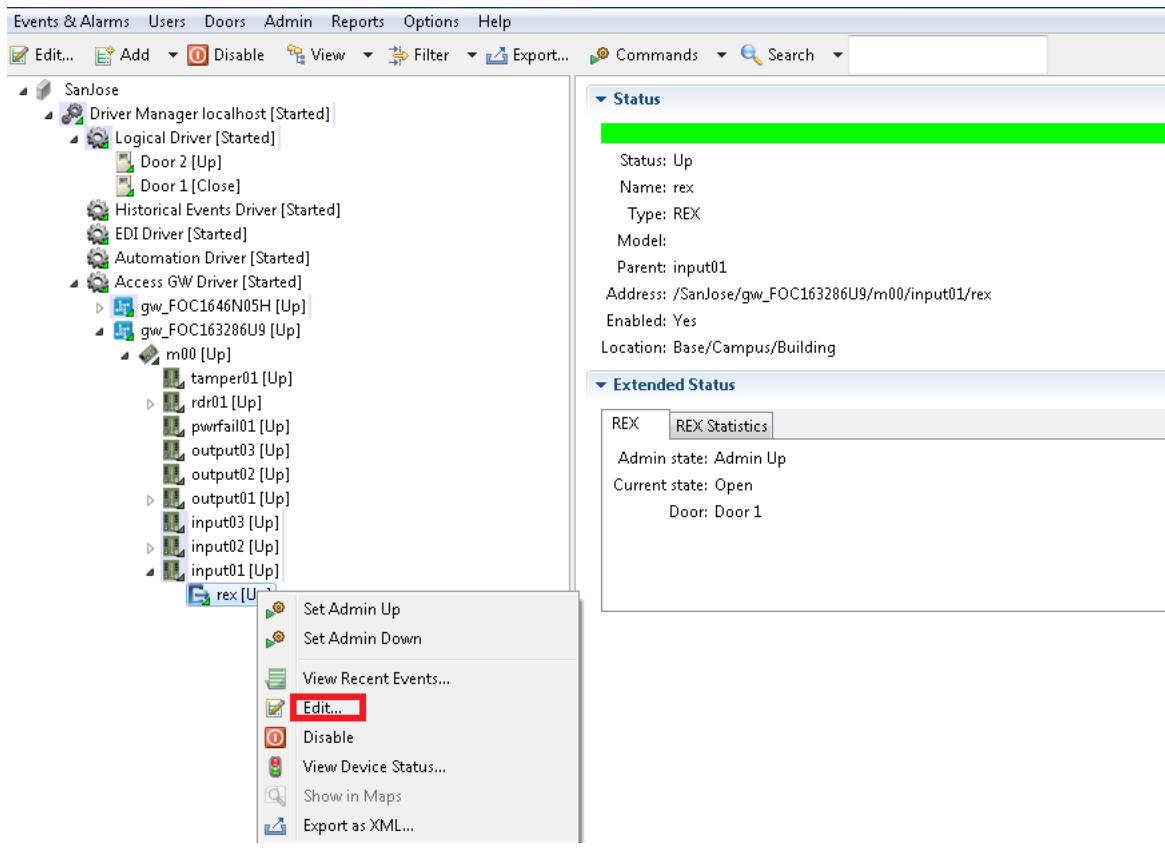 Events & Alarms Users Doors Admin Reports Options Help
Edit... Add Disable View Filter Export... Commands Search
SanJose
Driver Manager localhost [Started]
Logical Driver [Started]
Door 2 [Up]
Door 1 [Close]
Historical Events Driver [Started]
EDI Driver [Started]
Automation Driver [Started]
Access GW Driver [Started]
gw_FOC1646N05H [Up]
gw_FOC163286U9 [Up]
m00 [Up]
tamper01 [Up]
rdr01 [Up]
pwrfail01 [Up]
output03 [Up]
output02 [Up]
output01 [Up]
input03 [Up]
input02 [Up]
input01 [Up]
rex [U
Set Admin Up
Set Admin Down
View Recent Events...
Edit...
Disable
View Device Status...
Show in Maps
Export as XML...
Status
Status: Up
Name: rex
Type: REX
Model:
Parent: input01
Address: /SanJose/gw_FOC163286U9/m00/input01/rex
Enabled: Yes
Location: Base/Campus/Building
Extended Status
REX REX Statistics
Admin state: Admin Up
Current state: Open
Door: Door 1